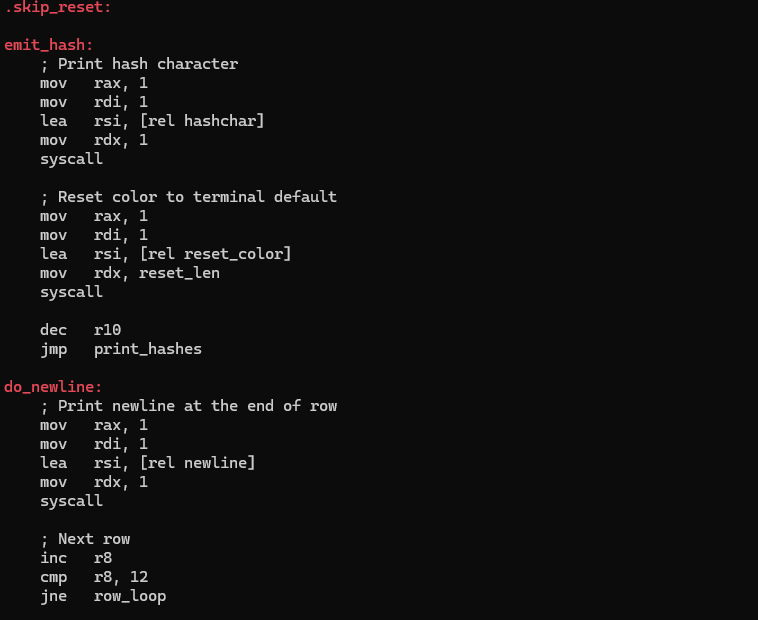 .skip_reset:
emit_hash:
    ; Print hash character
    mov   rax, 1
    mov   rdi, 1
    lea   rsi, [rel hashchar]
    mov   rdx, 1
    syscall
    ; Reset color to terminal default
    mov   rax, 1
    mov   rdi, 1
    lea   rsi, [rel reset_color]
    mov   rdx, reset_len
    syscall
    dec   r10
    jmp   print_hashes
do_newline:
    ; Print newline at the end of row
    mov   rax, 1
    mov   rdi, 1
    lea   rsi, [rel newline]
    mov   rdx, 1
    syscall
    ; Next row
    inc   r8
    cmp   r8, 12
    jne   row_loop